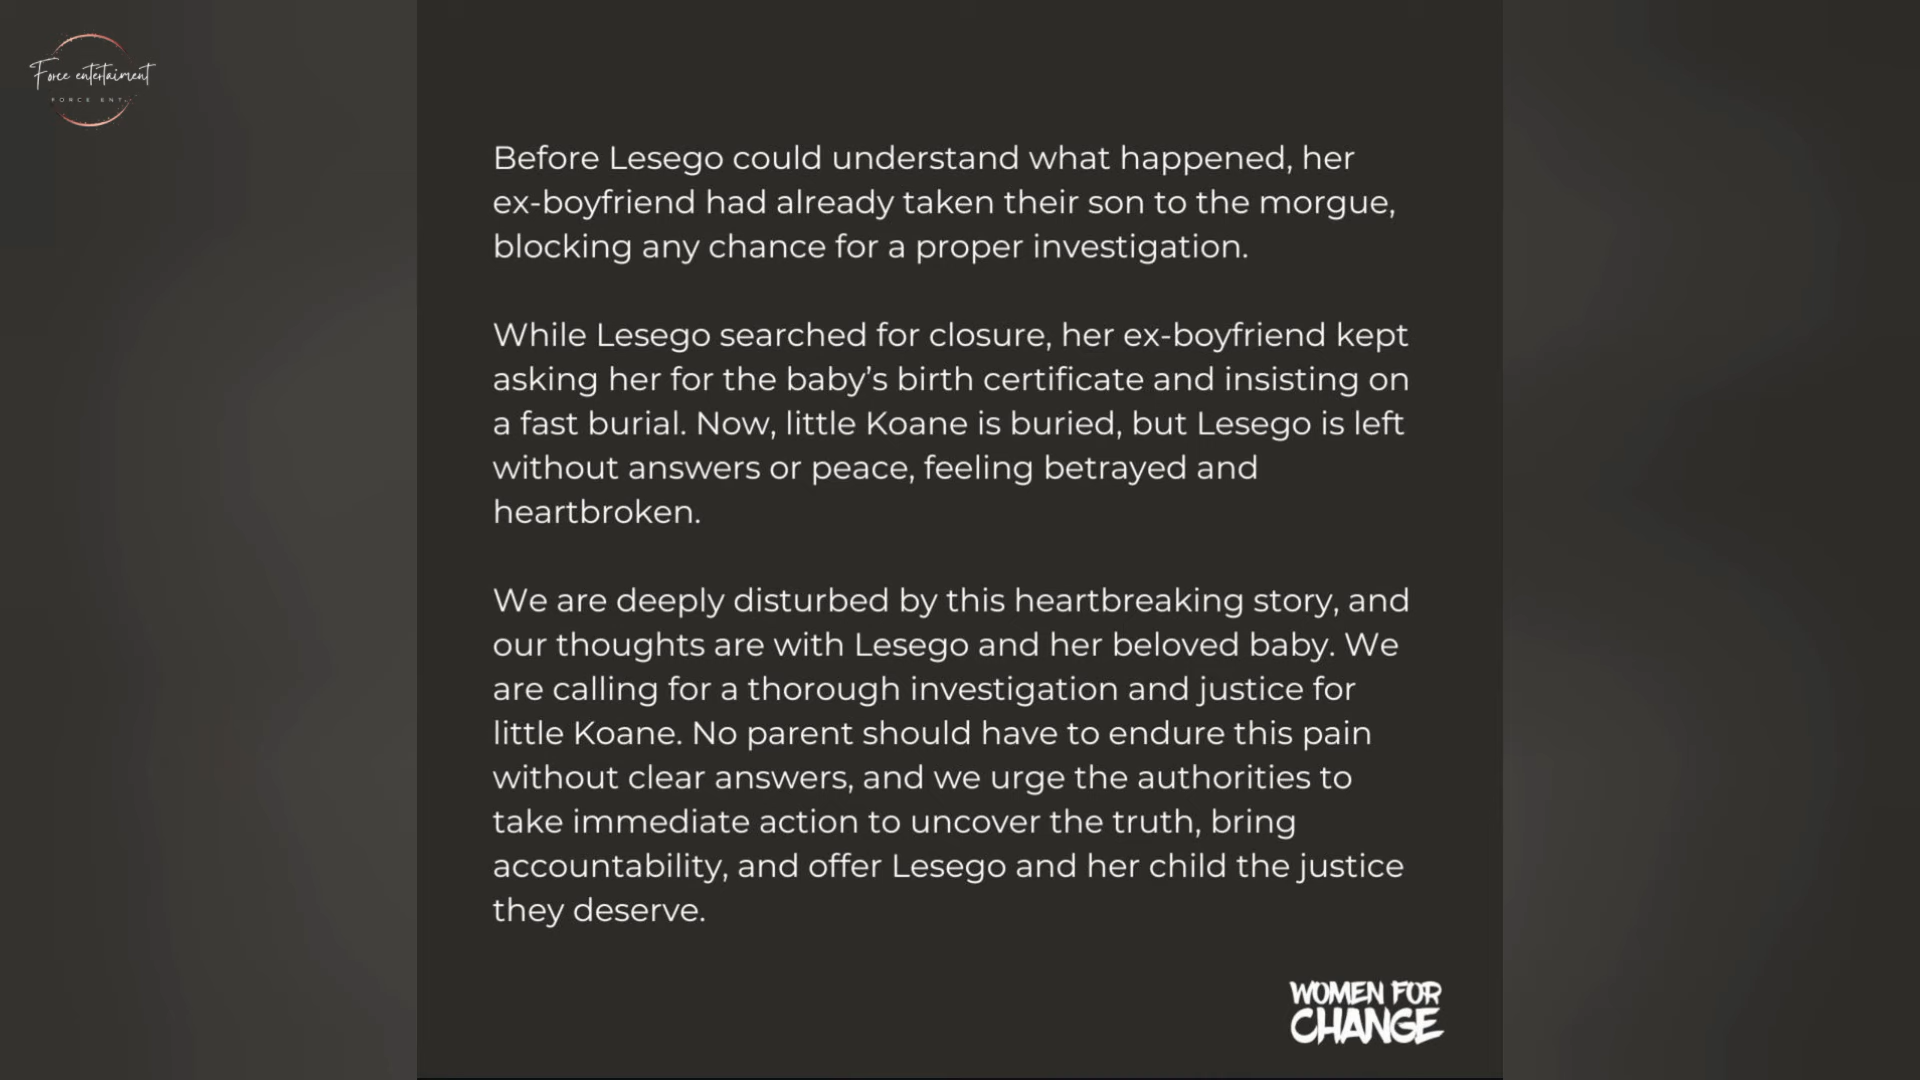 Force entertaiment
FORCE ENT.
Before Lesego could understand what happened, her
ex-boyfriend had already taken their son to the morgue,
blocking any chance for a proper investigation.
While Lesego searched for closure, her ex-boyfriend kept
asking her for the baby’s birth certificate and insisting on
a fast burial. Now, little Koane is buried, but Lesego is left
without answers or peace, feeling betrayed and
heartbroken.
We are deeply disturbed by this heartbreaking story, and
our thoughts are with Lesego and her beloved baby. We
are calling for a thorough investigation and justice for
little Koane. No parent should have to endure this pain
without clear answers, and we urge the authorities to
take immediate action to uncover the truth, bring
accountability, and offer Lesego and her child the justice
they deserve.
WOMEN FOR
CHANGE